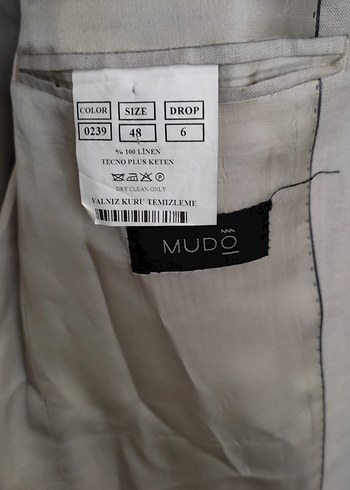 COLOR SIZE DROP
0239 48 6
% 100 LİNEN
TECNO PLUS KETEN
DRY CLEAN ONLY
YALNIZ KURU TEMİZLEME
MUDO